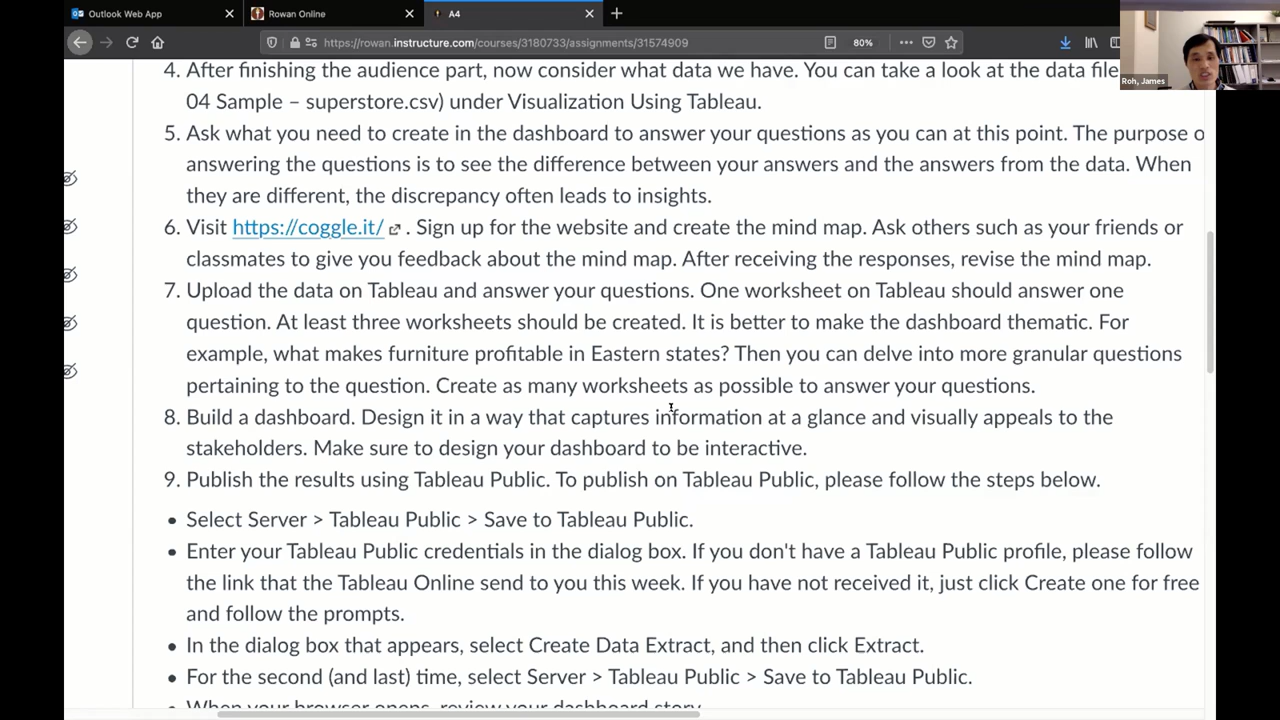 Outlook Web App
Rowan Online
A4
https://rowan.instructure.com/courses/3180733/assignments/31574909
80%
Roh, James
4. After finishing the audience part, now consider what data we have. You can take a look at the data file
04 Sample – superstore.csv) under Visualization Using Tableau.
5. Ask what you need to create in the dashboard to answer your questions as you can at this point. The purpose o
answering the questions is to see the difference between your answers and the answers from the data. When
they are different, the discrepancy often leads to insights.
6. Visit https://coggle.it/ . Sign up for the website and create the mind map. Ask others such as your friends or
classmates to give you feedback about the mind map. After receiving the responses, revise the mind map.
7. Upload the data on Tableau and answer your questions. One worksheet on Tableau should answer one
question. At least three worksheets should be created. It is better to make the dashboard thematic. For
example, what makes furniture profitable in Eastern states? Then you can delve into more granular questions
pertaining to the question. Create as many worksheets as possible to answer your questions.
8. Build a dashboard. Design it in a way that captures information at a glance and visually appeals to the
stakeholders. Make sure to design your dashboard to be interactive.
9. Publish the results using Tableau Public. To publish on Tableau Public, please follow the steps below.
• Select Server > Tableau Public > Save to Tableau Public.
• Enter your Tableau Public credentials in the dialog box. If you don't have a Tableau Public profile, please follow
the link that the Tableau Online send to you this week. If you have not received it, just click Create one for free
and follow the prompts.
• In the dialog box that appears, select Create Data Extract, and then click Extract.
• For the second (and last) time, select Server > Tableau Public > Save to Tableau Public.
• When your browser opens, review your dashboard story